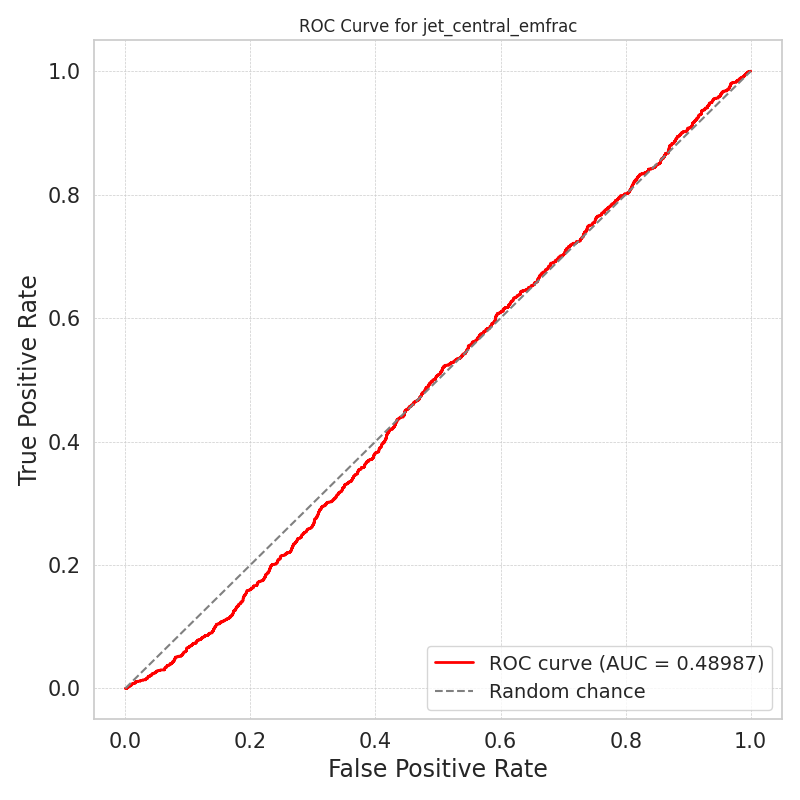 ROC Curve for jet_central_emfrac
True Positive Rate
1.0
0.8
0.6
0.4
0.2
0.0
ROC curve (AUC = 0.48987)
Random chance
0.0 0.2 0.4 0.6 0.8 1.0
False Positive Rate